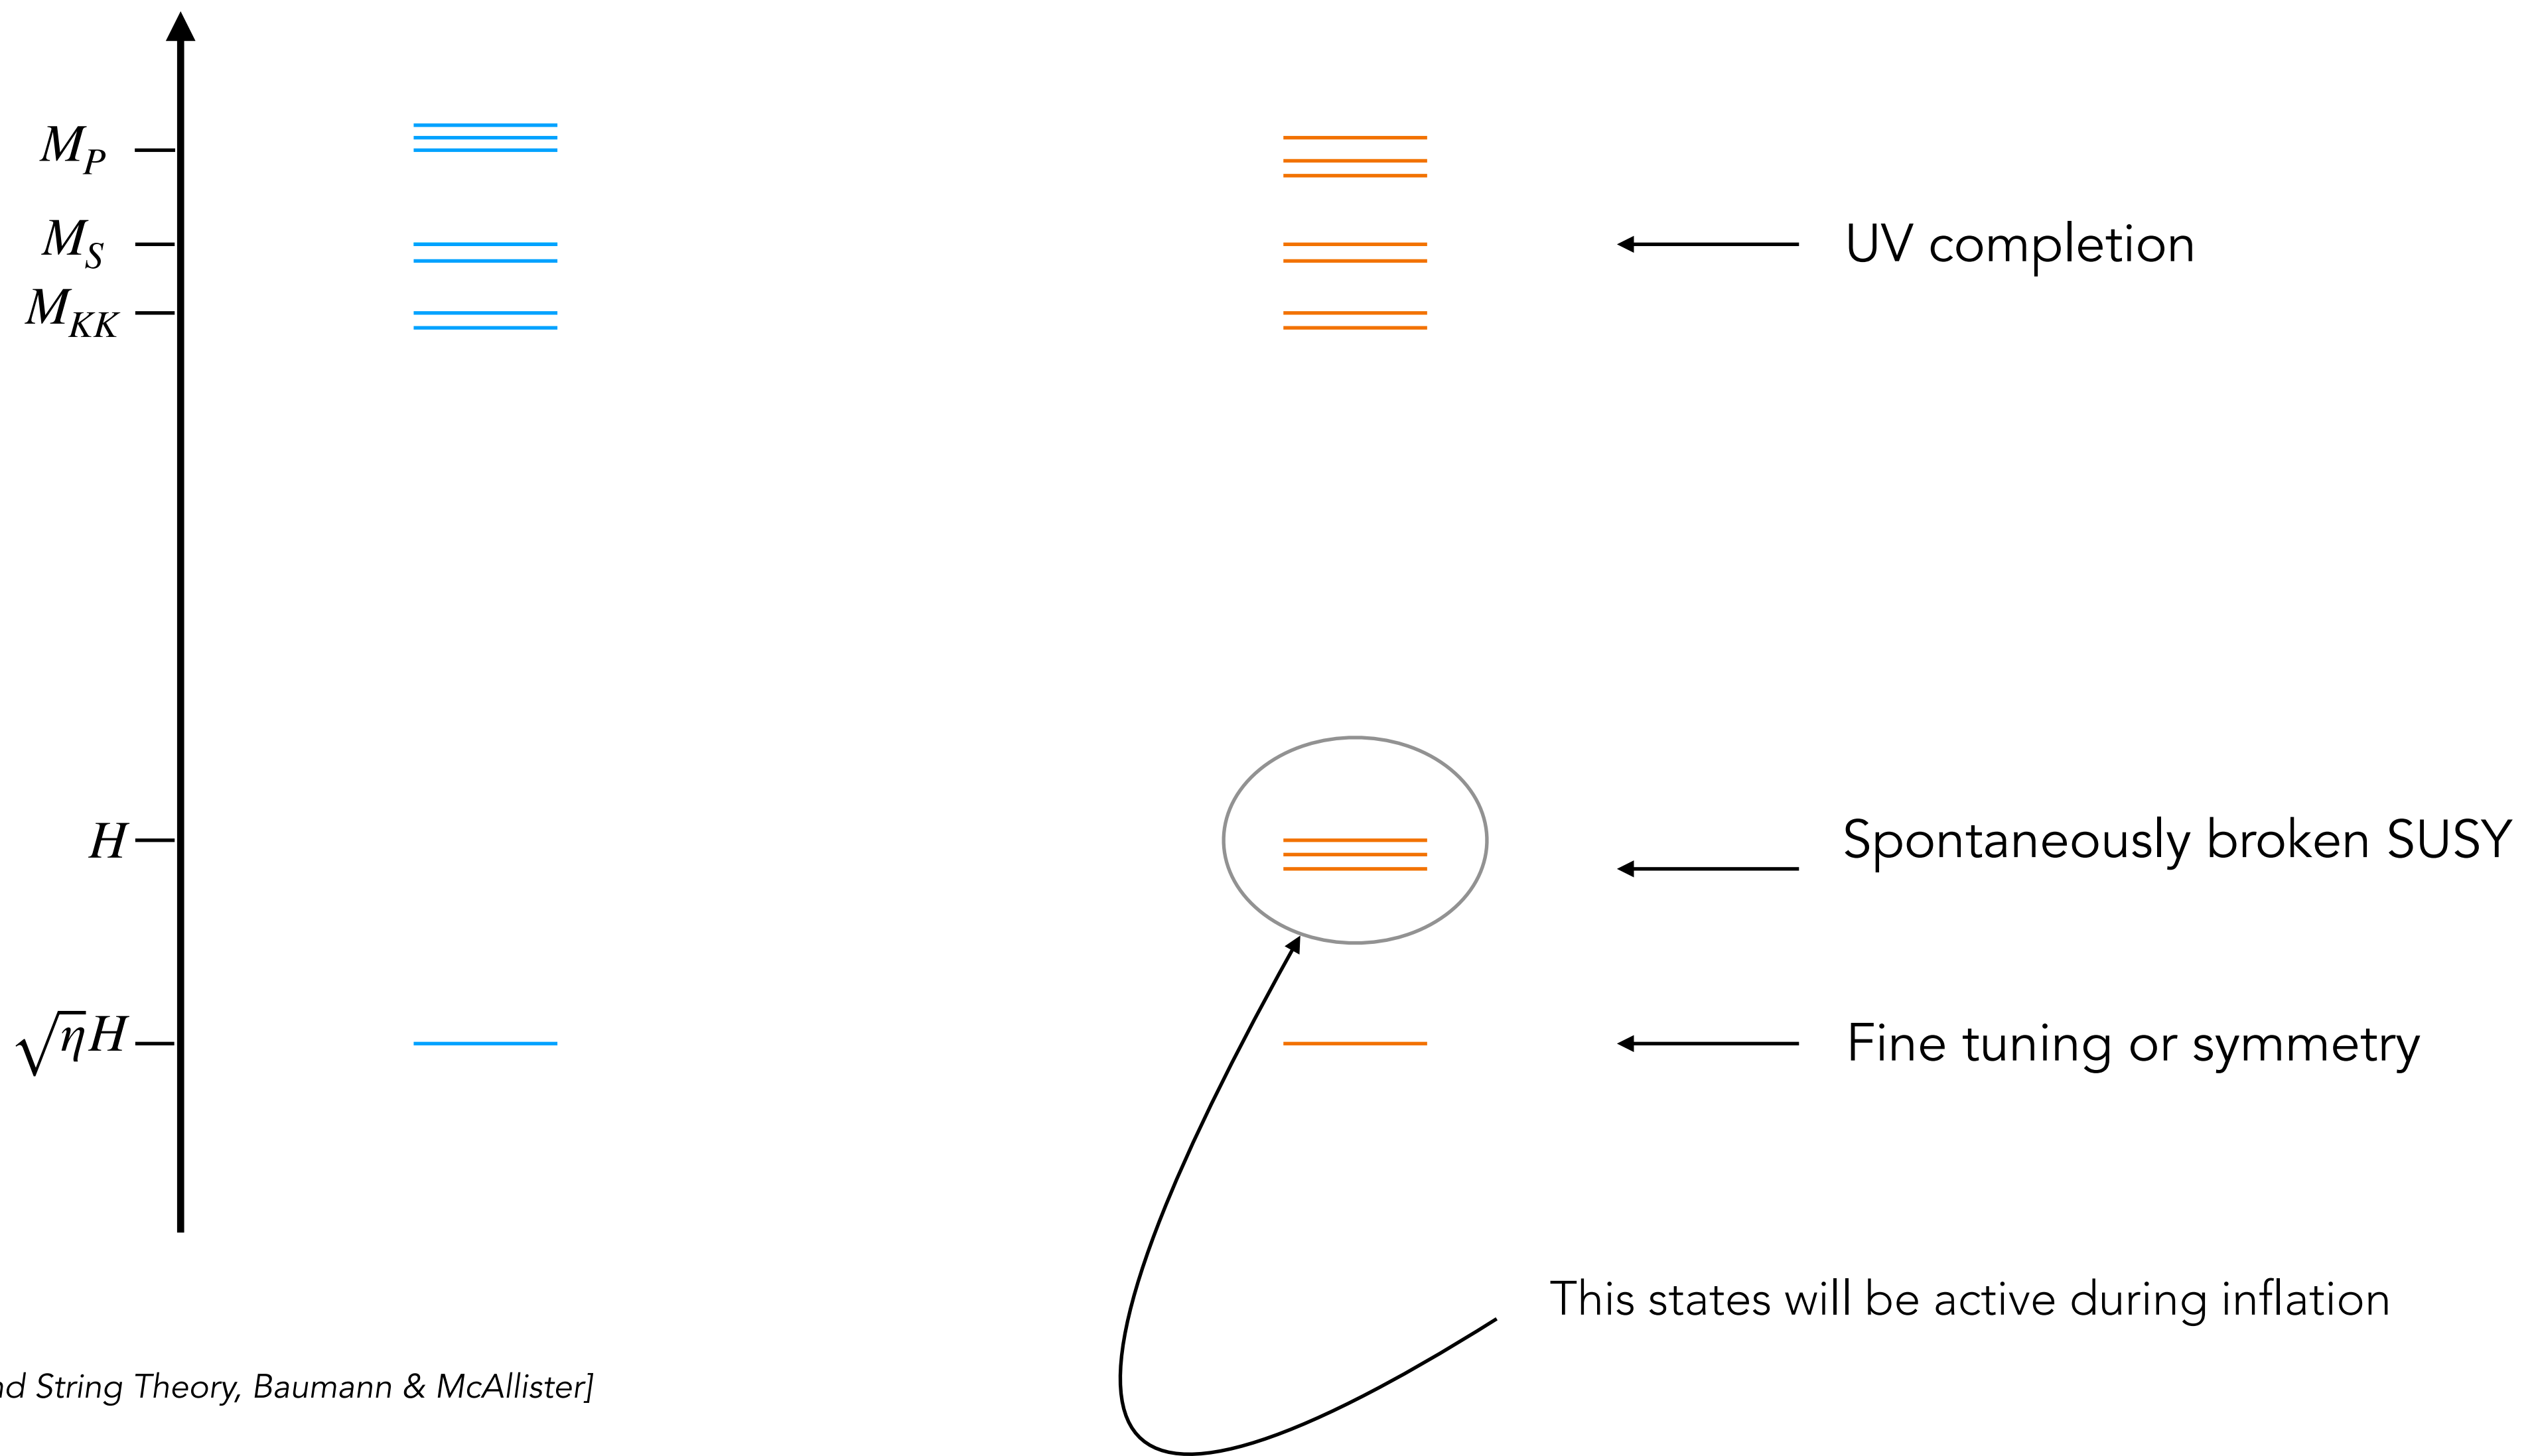 M_P
M_S
UV completion
M_KK
H
Spontaneously broken SUSY
√ηH
Fine tuning or symmetry
This states will be active during inflation
String Theory, Baumann & McAllister]